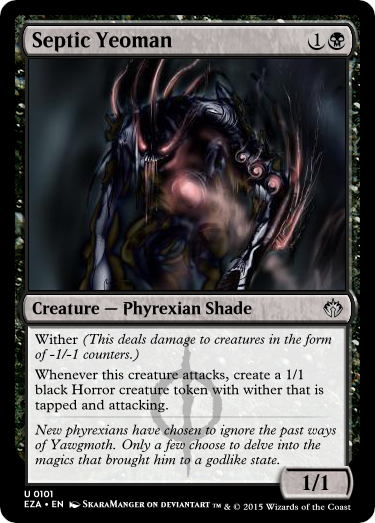 Septic Yeoman 1
Creature — Phyrexian Shade
Wither (This deals damage to creatures in the form
of -1/-1 counters.)
Whenever this creature attacks, create a 1/1
black Horror creature token with wither that is
tapped and attacking.
New phyrexians have chosen to ignore the past ways
of Yawgmoth. Only a few choose to delve into the
magics that brought him to a godlike state.
1/1
U 0101
EZA • EN SkaraManger on deviantart ™ & © 2015 Wizards of the Coast